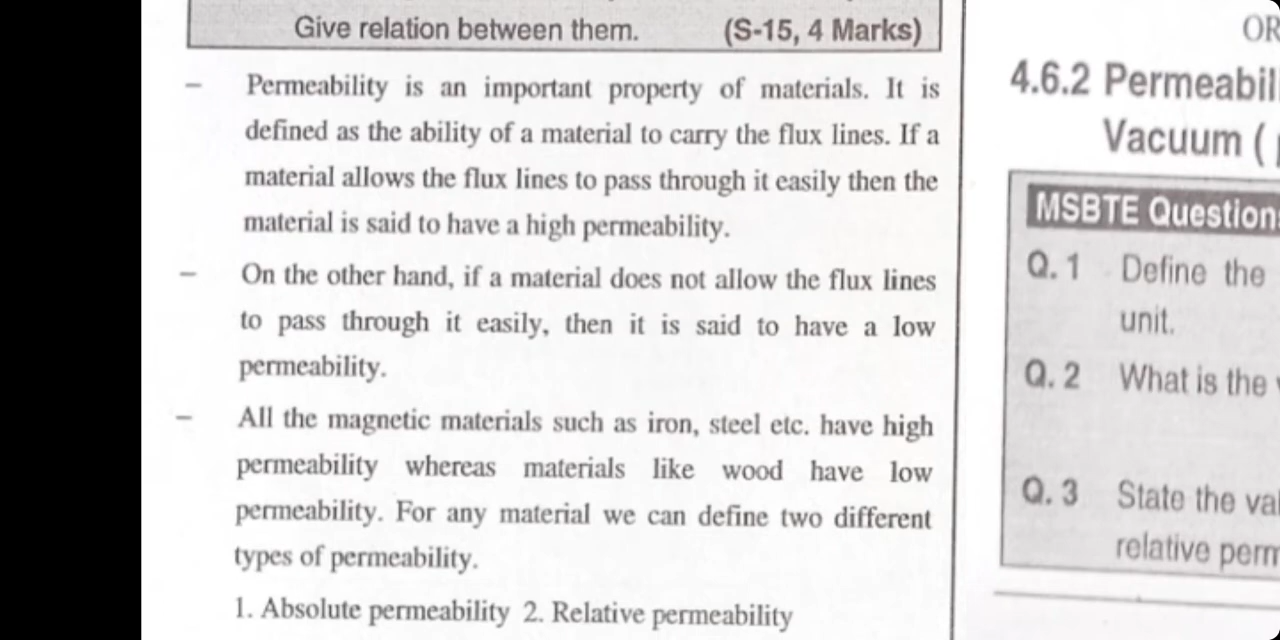 Give relation between them. (S-15, 4 Marks)
– Permeability is an important property of materials. It is
defined as the ability of a material to carry the flux lines. If a
material allows the flux lines to pass through it easily then the
material is said to have a high permeability.
– On the other hand, if a material does not allow the flux lines
to pass through it easily, then it is said to have a low
permeability.
– All the magnetic materials such as iron, steel etc. have high
permeability whereas materials like wood have low
permeability. For any material we can define two different
types of permeability.
1. Absolute permeability 2. Relative permeability
OR
4.6.2 Permeabil
Vacuum (
MSBTE Question
Q. 1 Define the
unit.
Q. 2 What is the
Q. 3 State the val
relative perm